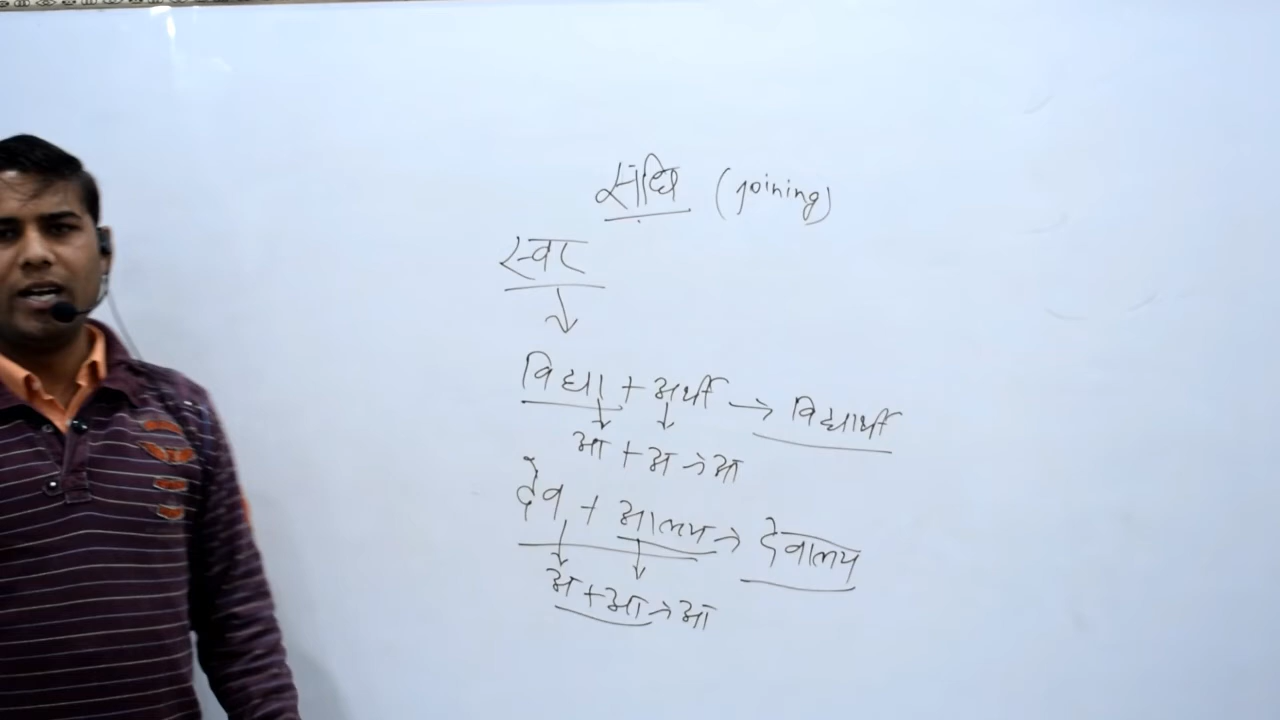 संधि (Joining)
स्वर
↓
विद्या + अर्थी → विद्यार्थी
↓ ↓
आ + अ → आ
देव + आलय → देवालय
↓ ↓
अ + आ → आ